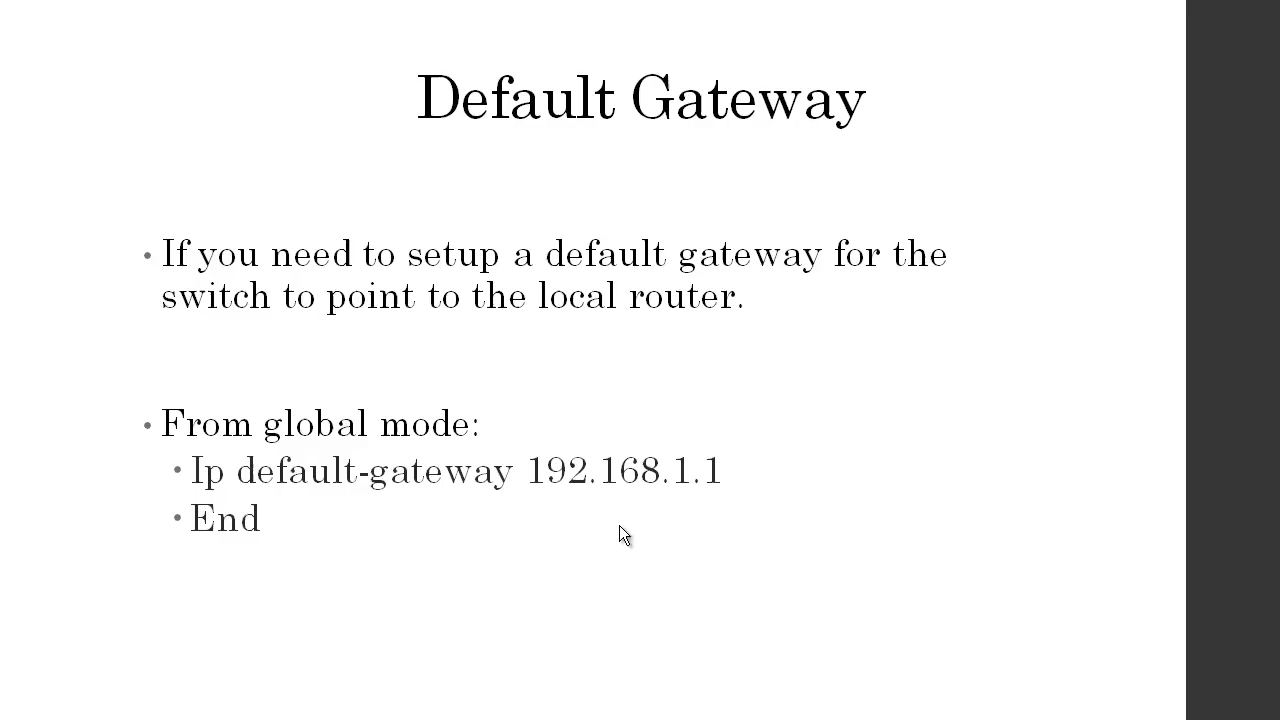 Default Gateway
• If you need to setup a default gateway for the
switch to point to the local router.
• From global mode:
• Ip default-gateway 192.168.1.1
• End